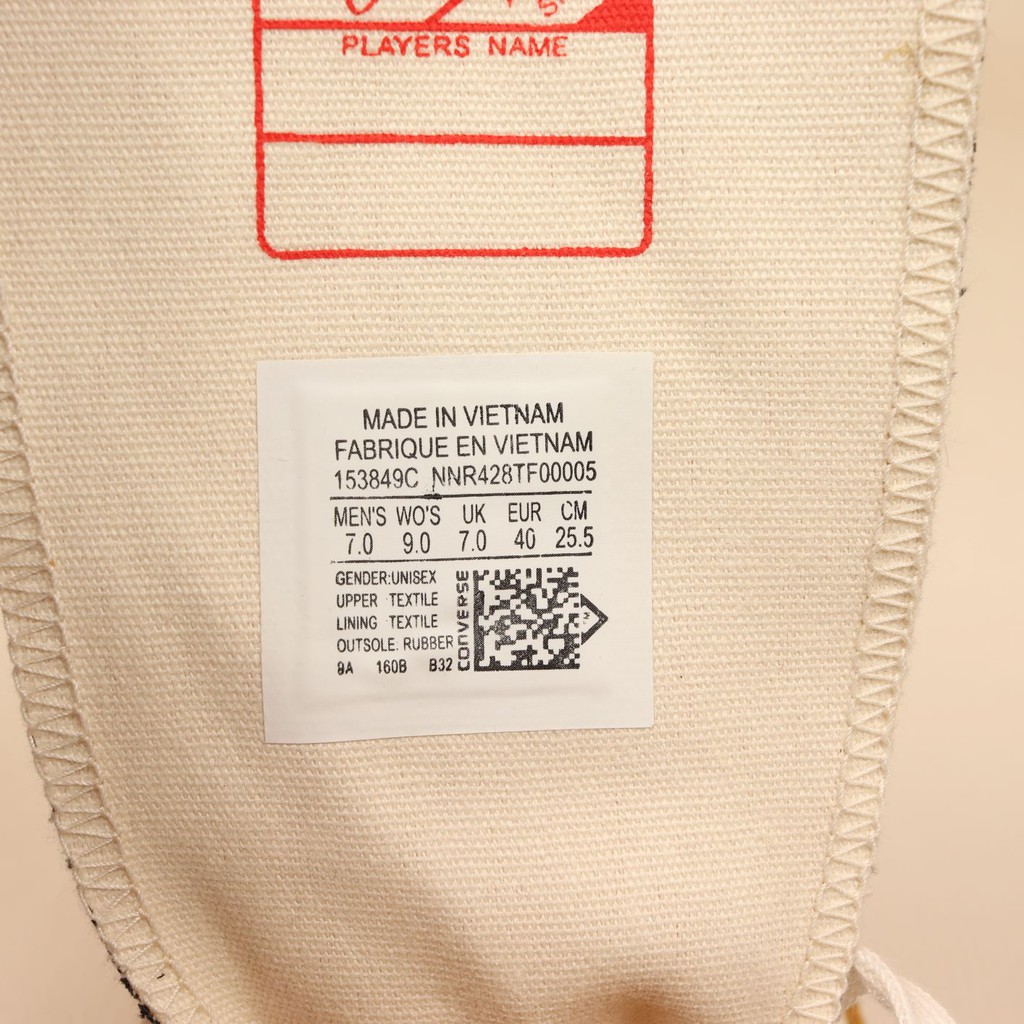 PLAYERS NAME
MADE IN VIETNAM
FABRIQUE EN VIETNAM
153849C NNR428TF00005
MEN'S WO'S UK EUR CM
7.0 9.0 7.0 40 25.5
GENDER:UNISEX
UPPER TEXTILE
LINING TEXTILE
OUTSOLE. RUBBER
9A 160B B32
CONVERSE
TM